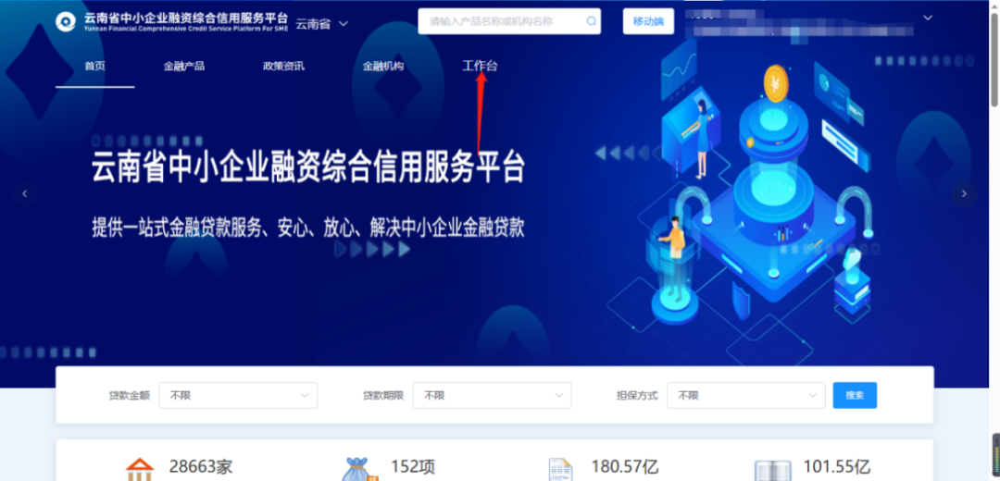 云南省中小企业融资综合信用服务平台
Yunnan Financial Comprehensive Credit Service Platform For SME
云南省
请输入产品名称或机构名称
移动端
首页
金融产品
政策资讯
金融机构
工作台
云南省中小企业融资综合信用服务平台
提供一站式金融贷款服务、安心、放心、解决中小企业金融贷款
贷款金额 不限
贷款期限 不限
担保方式 不限
搜索
28663家
152项
180.57亿
101.55亿